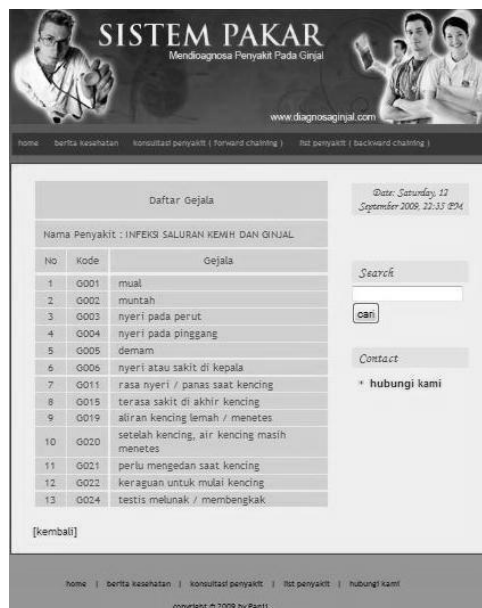 SISTEM PAKAR
Mendioagnosa Penyakit Pada Ginjal
www.diagnosaginjal.com
home berita kesehatan konsultasi penyakit ( forward chaining ) list penyakit ( backward chaining )
Daftar Gejala
Nama Penyakit : INFEKSI SALURAN KEMIH DAN GINJAL
No Kode Gejala
1 G001 mual
2 G002 muntah
3 G003 nyeri pada perut
4 G004 nyeri pada pinggang
5 G005 demam
6 G006 nyeri atau sakit di kepala
7 G011 rasa nyeri / panas saat kencing
8 G015 terasa sakit di akhir kencing
9 G019 aliran kencing lemah / menetes
10 G020 setelah kencing, air kencing masih
menetes
11 G021 perlu mengedan saat kencing
12 G022 keraguan untuk mulai kencing
13 G024 testis melunak / membengkak
[kembali]
Date: Saturday, 12
September 2009, 22:35 PM
Search
cari
Contact
* hubungi kami
home | berita kesehatan | konsultasi penyakit | list penyakit | hubungi kami
copyright © 2009 by